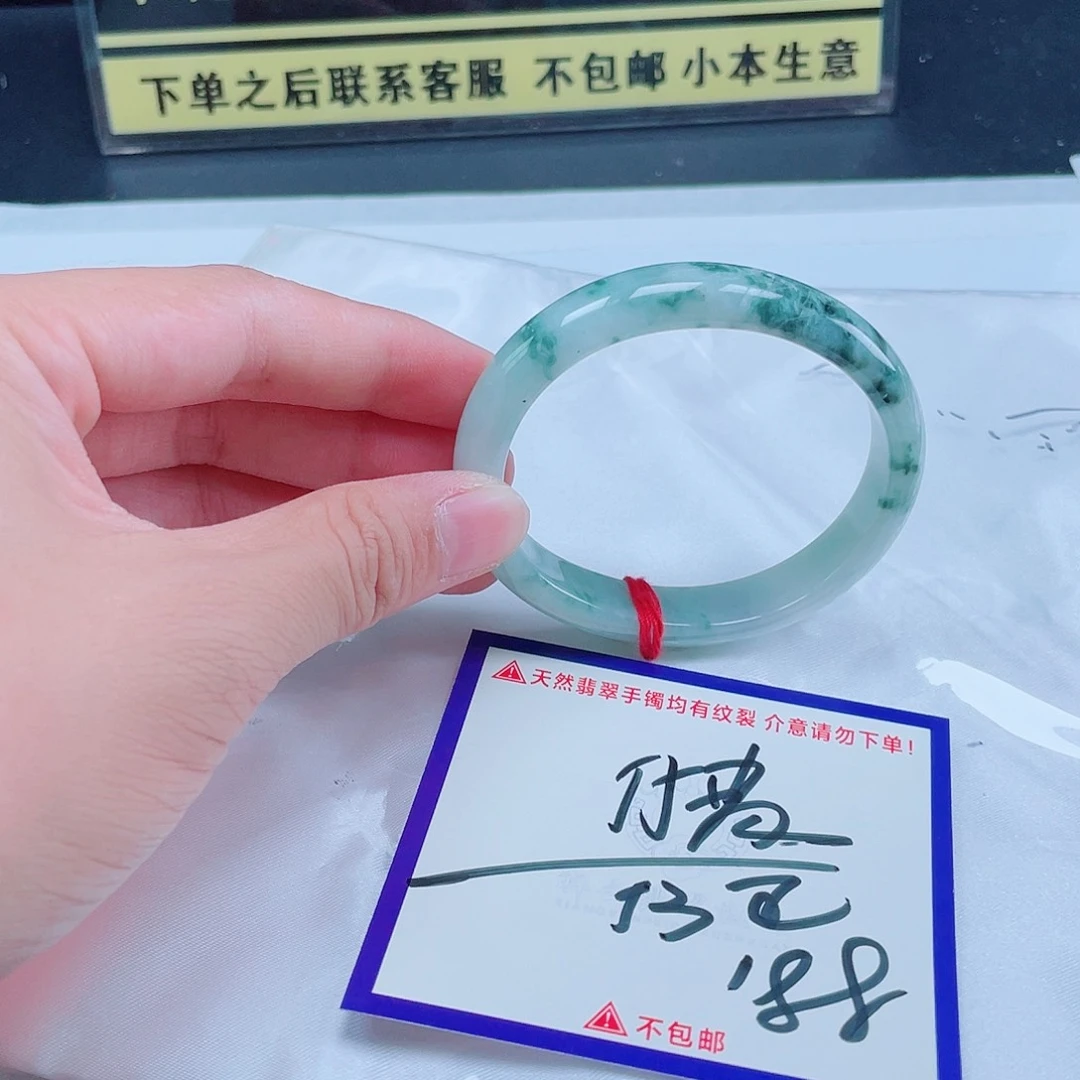 下单之后联系客服 不包邮 小本生意
天然翡翠手镯均有纹裂 介意请勿下单!
188
不包邮